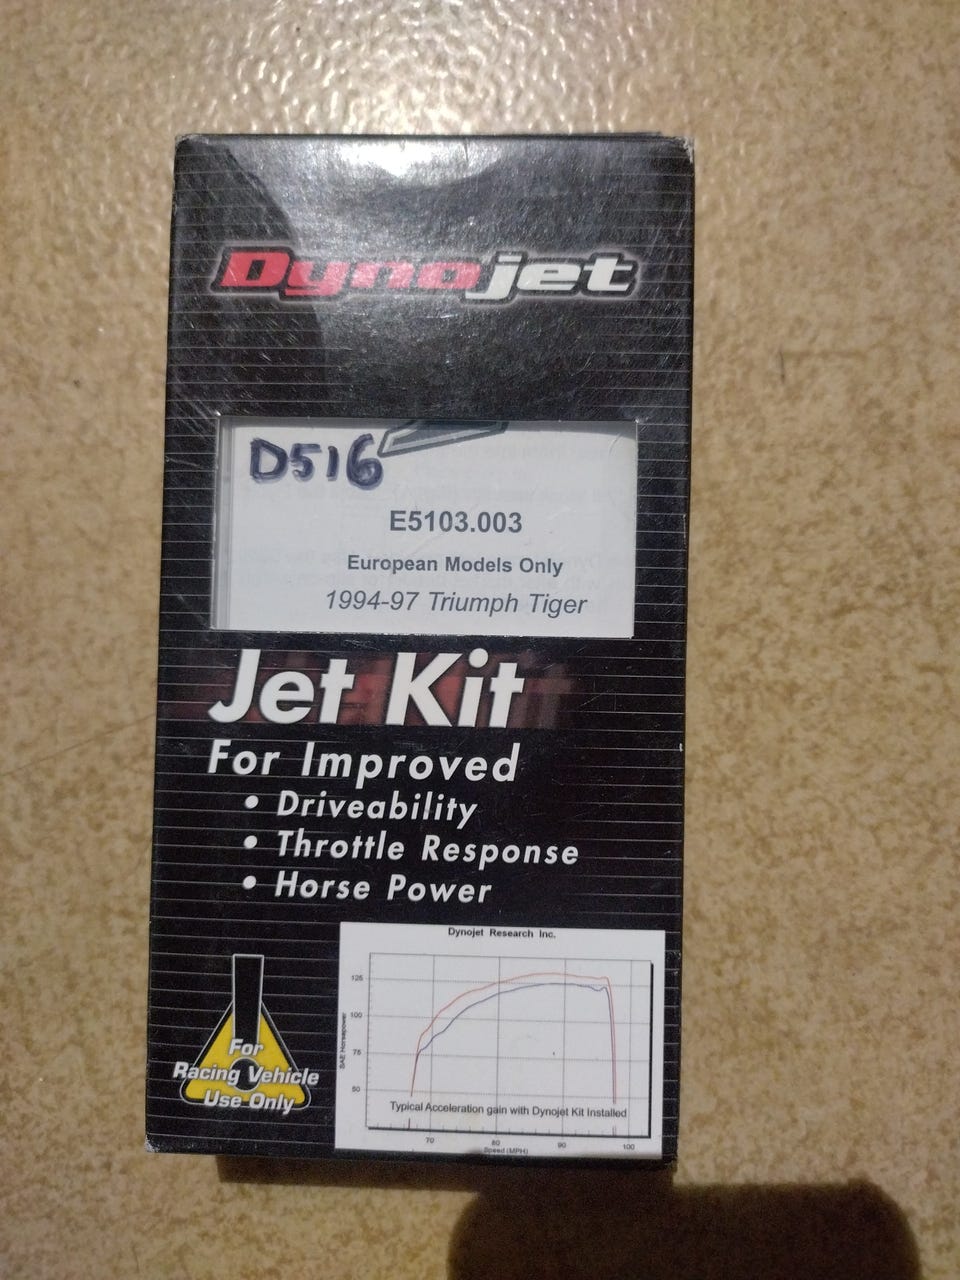 Dynojet
D516
E5103.003
European Models Only
1994-97 Triumph Tiger
Jet Kit
For Improved
• Driveability
• Throttle Response
• Horse Power
For
Racing Vehicle
Use Only
Dynojet Research Inc.
125
100
75
50
SAE Horsepower
Typical Acceleration gain with Dynojet Kit Installed
70 80 90 100
Speed (MPH)